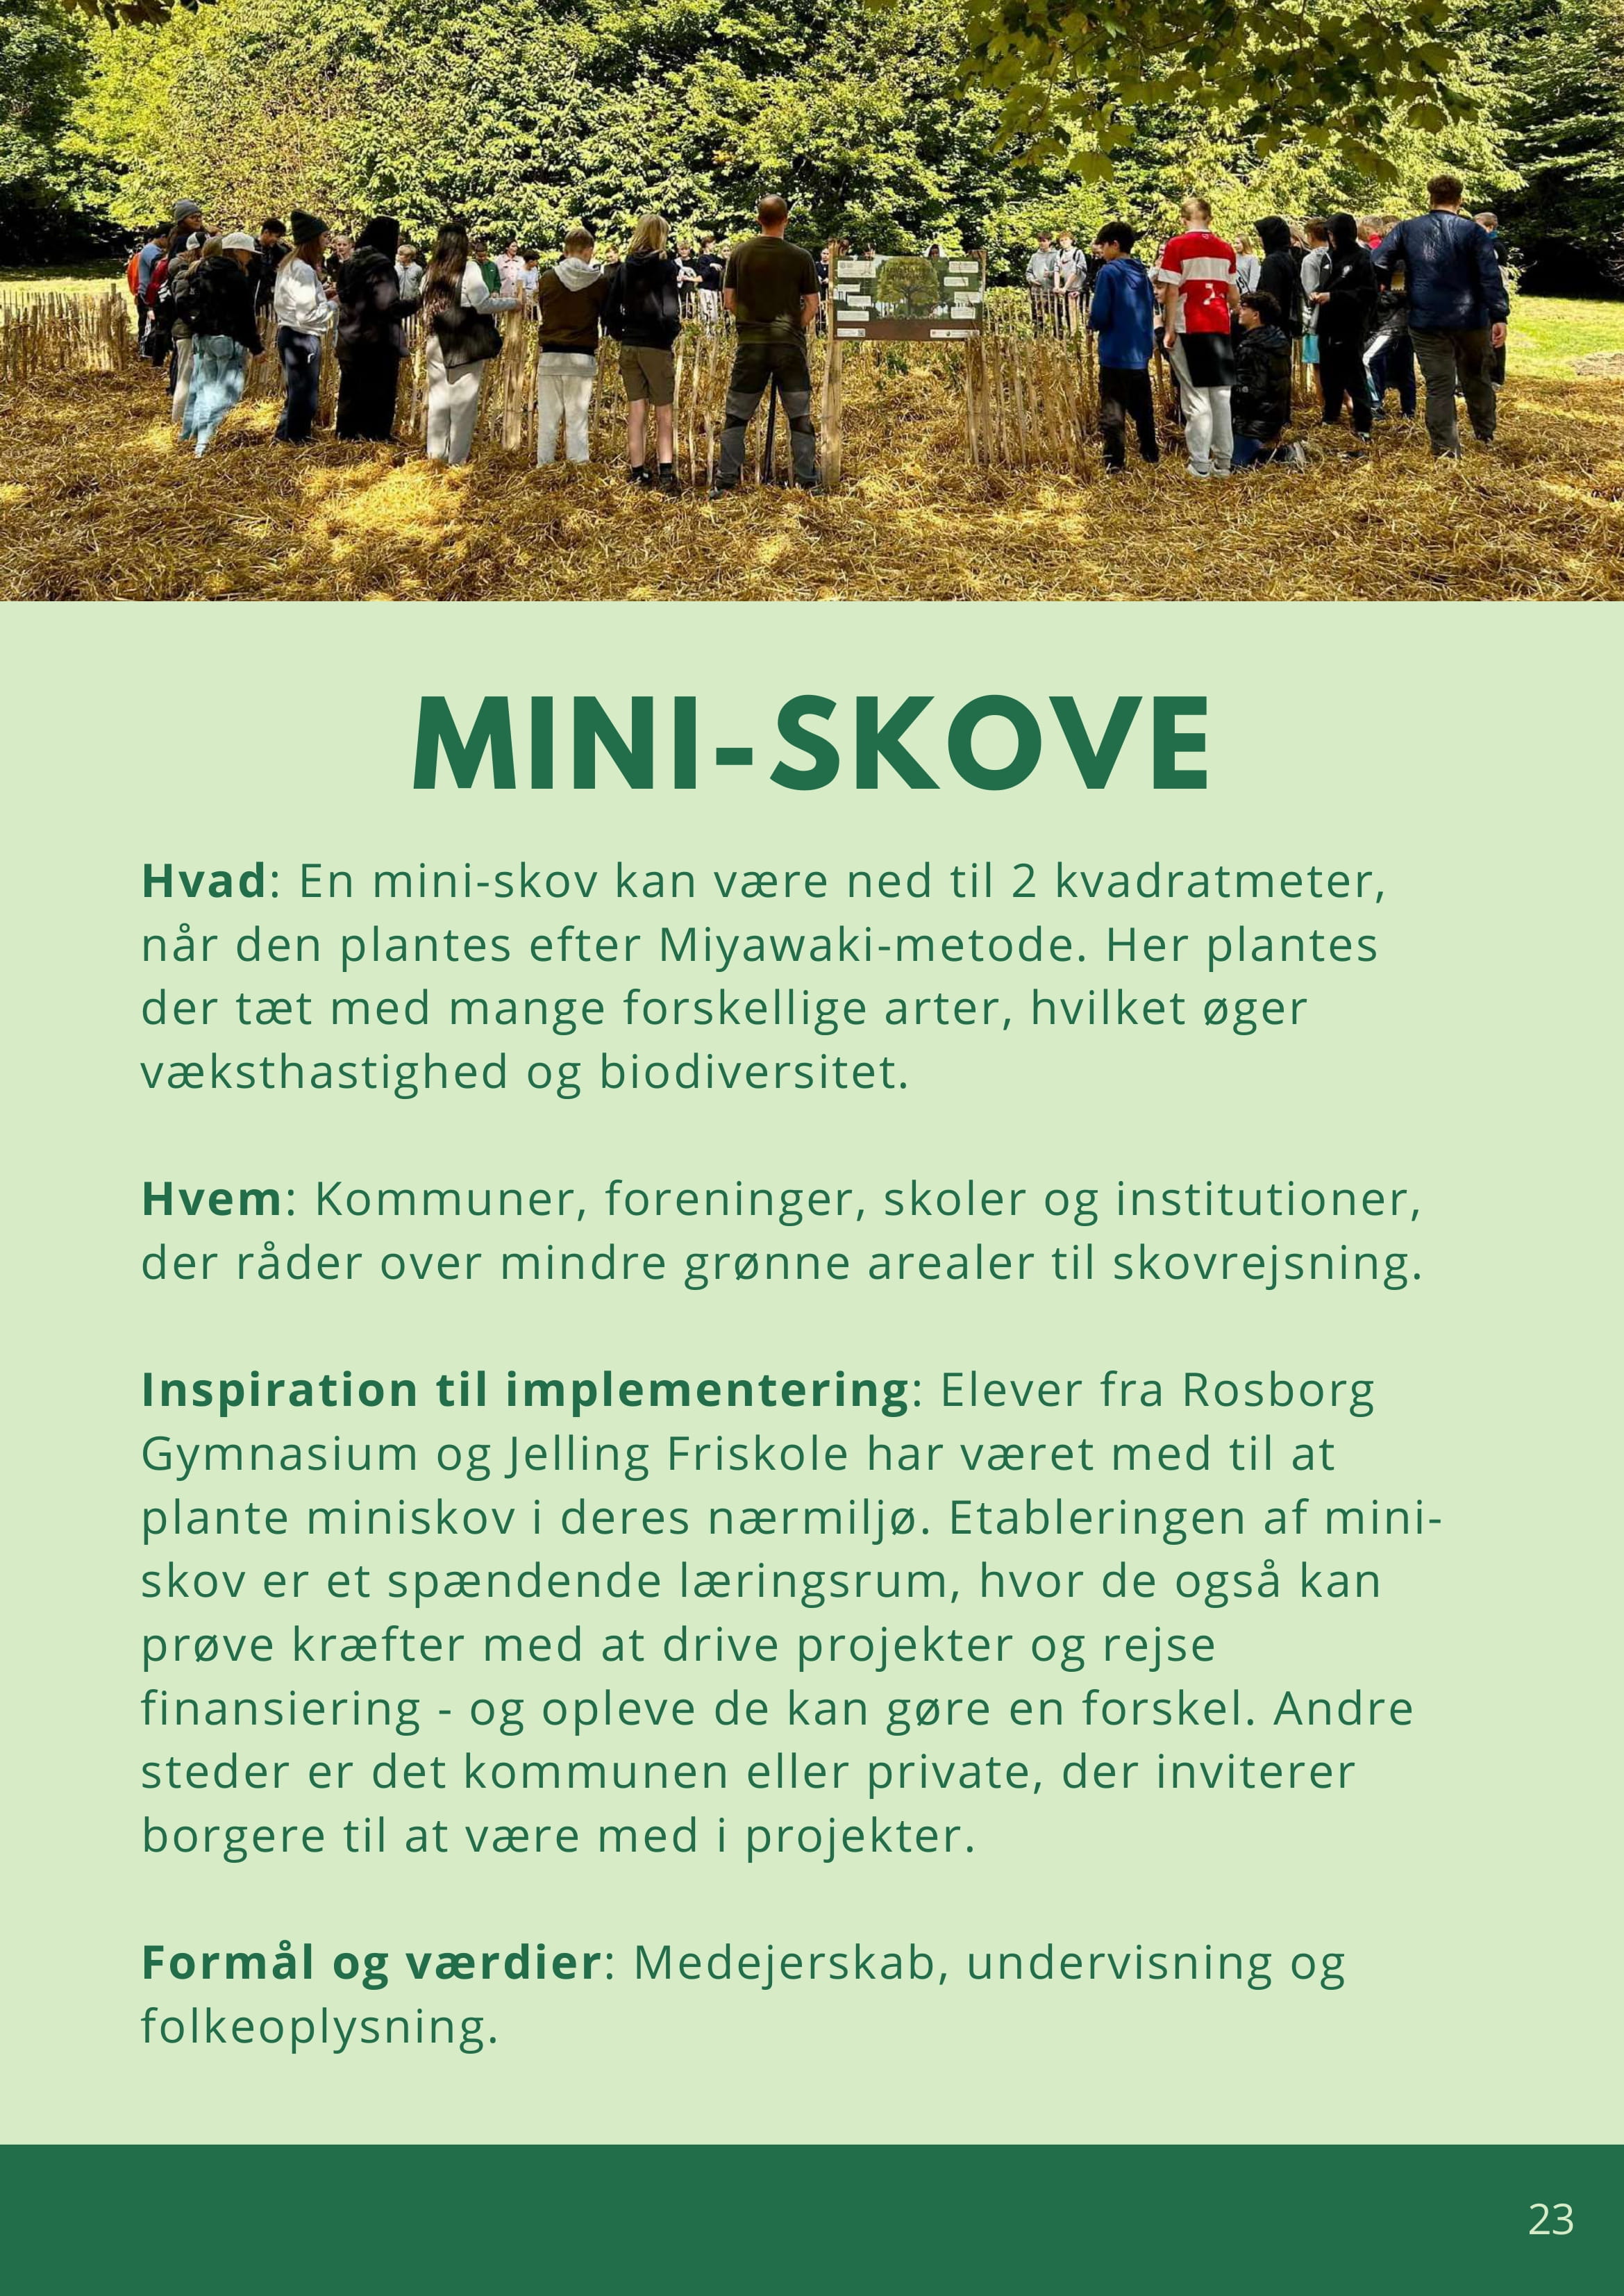 MINI-SKOVE
Hvad: En mini-skov kan være ned til 2 kvadratmeter,
når den plantes efter Miyawaki-metode. Her plantes
der tæt med mange forskellige arter, hvilket øger
væksthastighed og biodiversitet.
Hvem: Kommuner, foreninger, skoler og institutioner,
der råder over mindre grønne arealer til skovrejsning.
Inspiration til implementering: Elever fra Rosborg
Gymnasium og Jelling Friskole har været med til at
plante miniskov i deres nærmiljø. Etableringen af mini-
skov er et spændende læringsrum, hvor de også kan
prøve kræfter med at drive projekter og rejse
finansiering - og opleve de kan gøre en forskel. Andre
steder er det kommunen eller private, der inviterer
borgere til at være med i projekter.
Formål og værdier: Medejerskab, undervisning og
folkeoplysning.
23